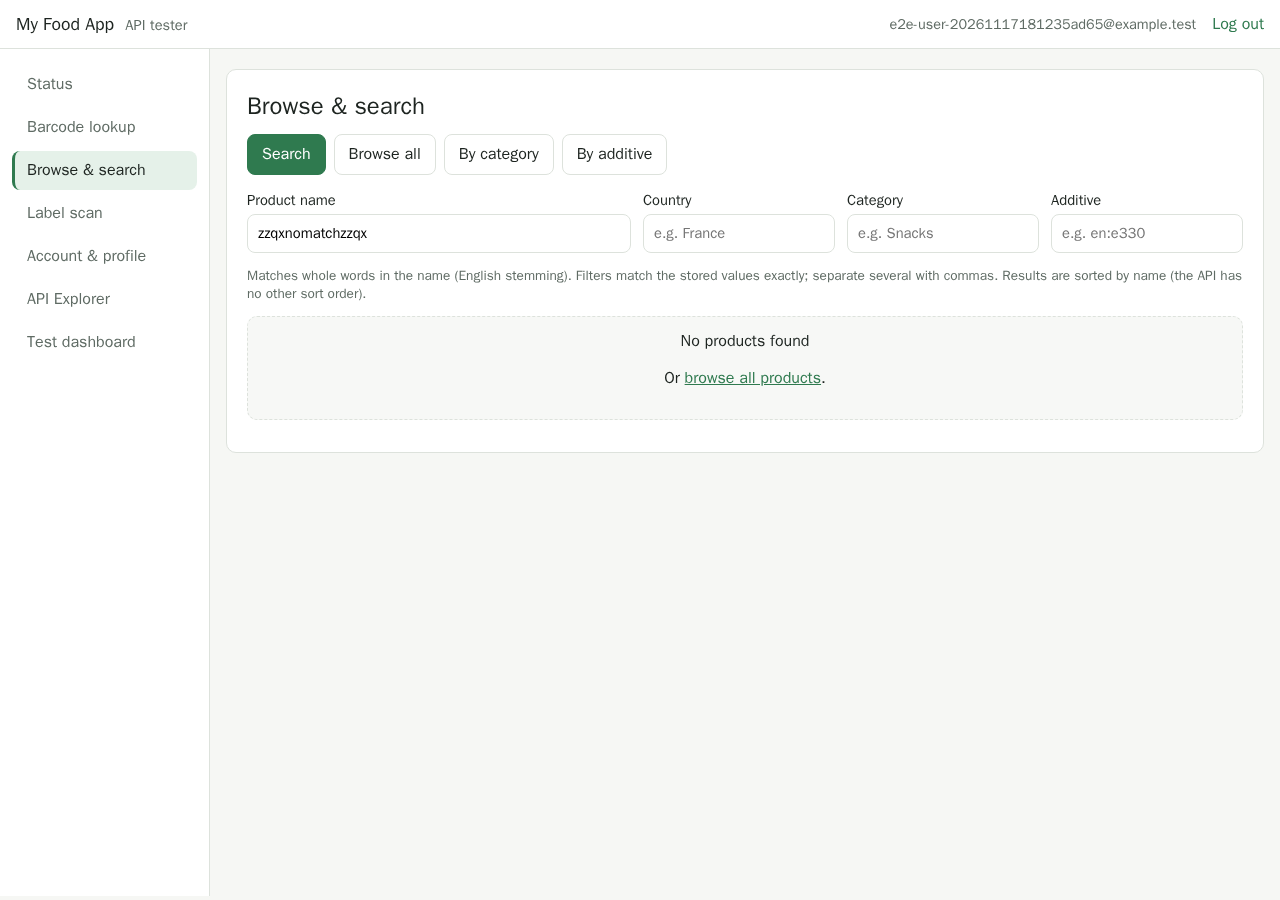 My Food App API tester
e2e-user-20261117181235ad65@example.test Log out
Status
Barcode lookup
Browse & search
Label scan
Account & profile
API Explorer
Test dashboard
Browse & search
Search Browse all By category By additive
Product name Country Category Additive
zzqxnomatchzzqx e.g. France e.g. Snacks e.g. en:e330
Matches whole words in the name (English stemming). Filters match the stored values exactly; separate several with commas. Results are sorted by name (the API has
no other sort order).
No products found
Or browse all products.